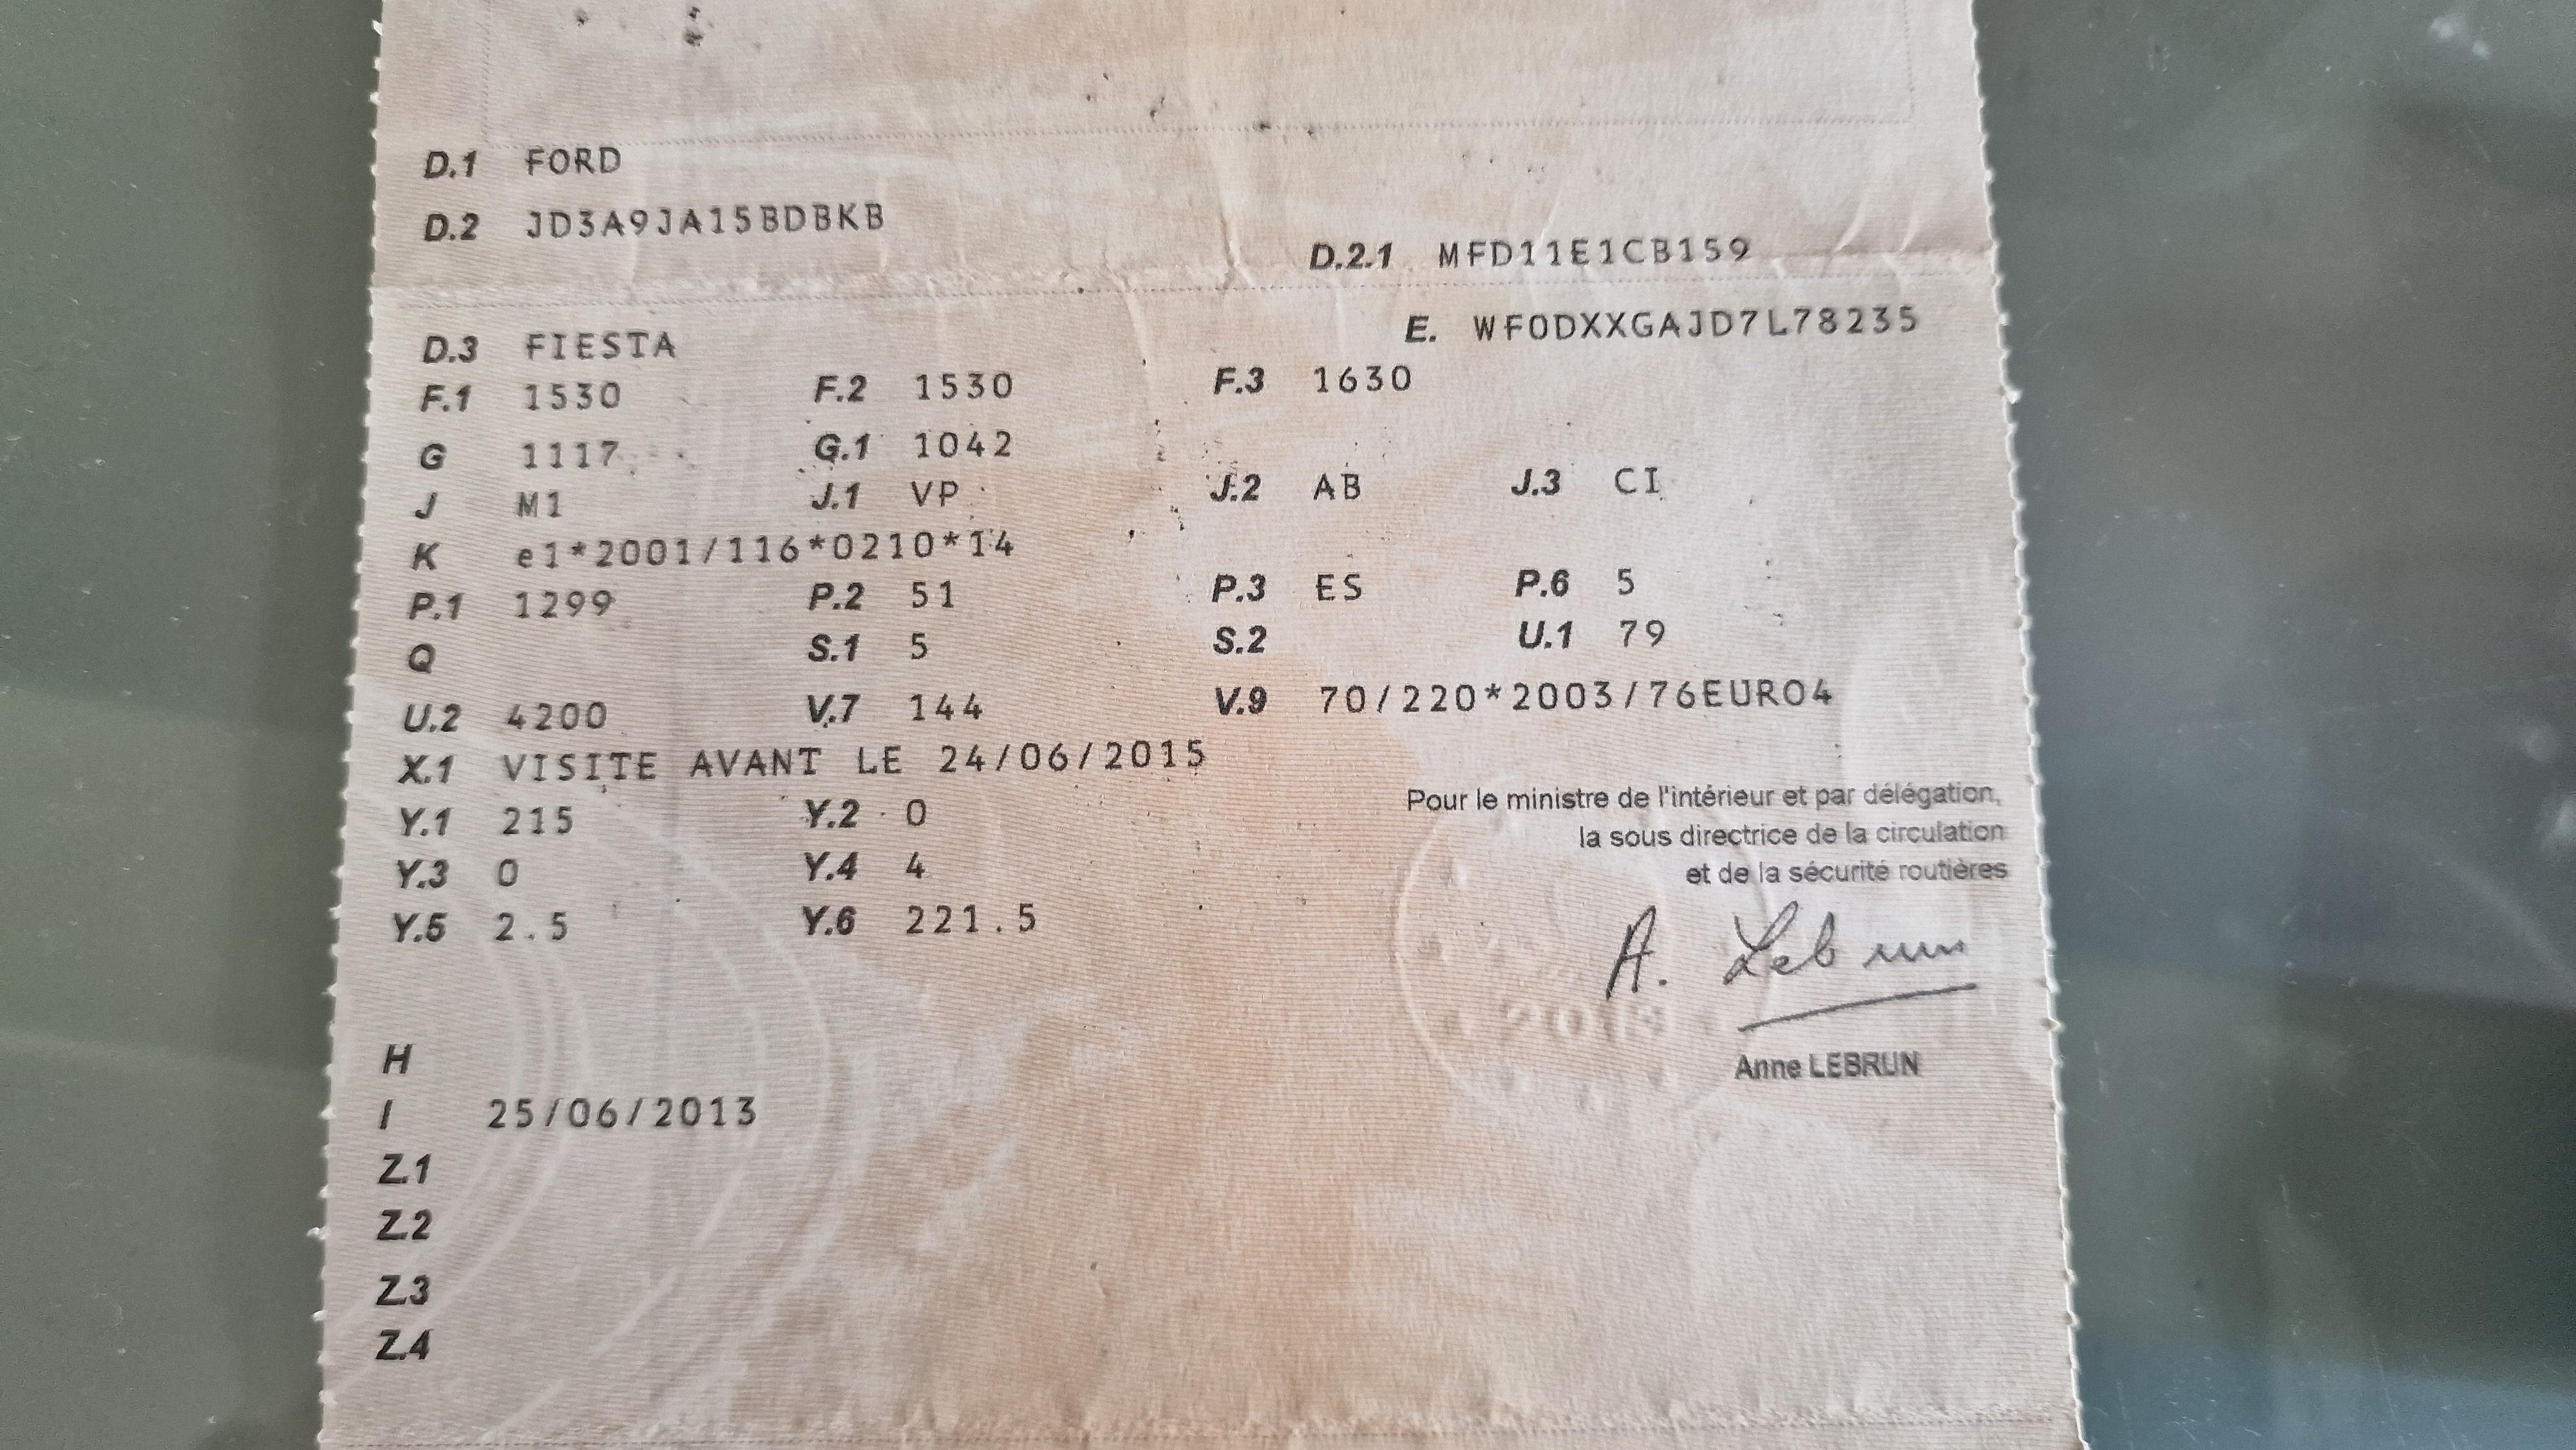 D.1 FORD
D.2 JD3A9JA15BDBKB
D.2.1 MFD11E1CB159
D.3 FIESTA E. WF0DXXGAJD7L78235
F.1 1530 F.2 1530 F.3 1630
G 1117 G.1 1042
J M1 J.1 VP J.2 AB J.3 CI
K e1*2001/116*0210*14
P.1 1299 P.2 51 P.3 ES P.6 5
Q S.1 5 S.2 U.1 79
U.2 4200 V.7 144 V.9 70/220*2003/76EURO4
X.1 VISITE AVANT LE 24/06/2015
Y.1 215 Y.2 0
Y.3 0 Y.4 4
Y.5 2.5 Y.6 221.5
Pour le ministre de l'intérieur et par délégation,
la sous directrice de la circulation
et de la sécurité routières
A. Lebrun
Anne LEBRUN
H
I 25/06/2013
Z.1
Z.2
Z.3
Z.4